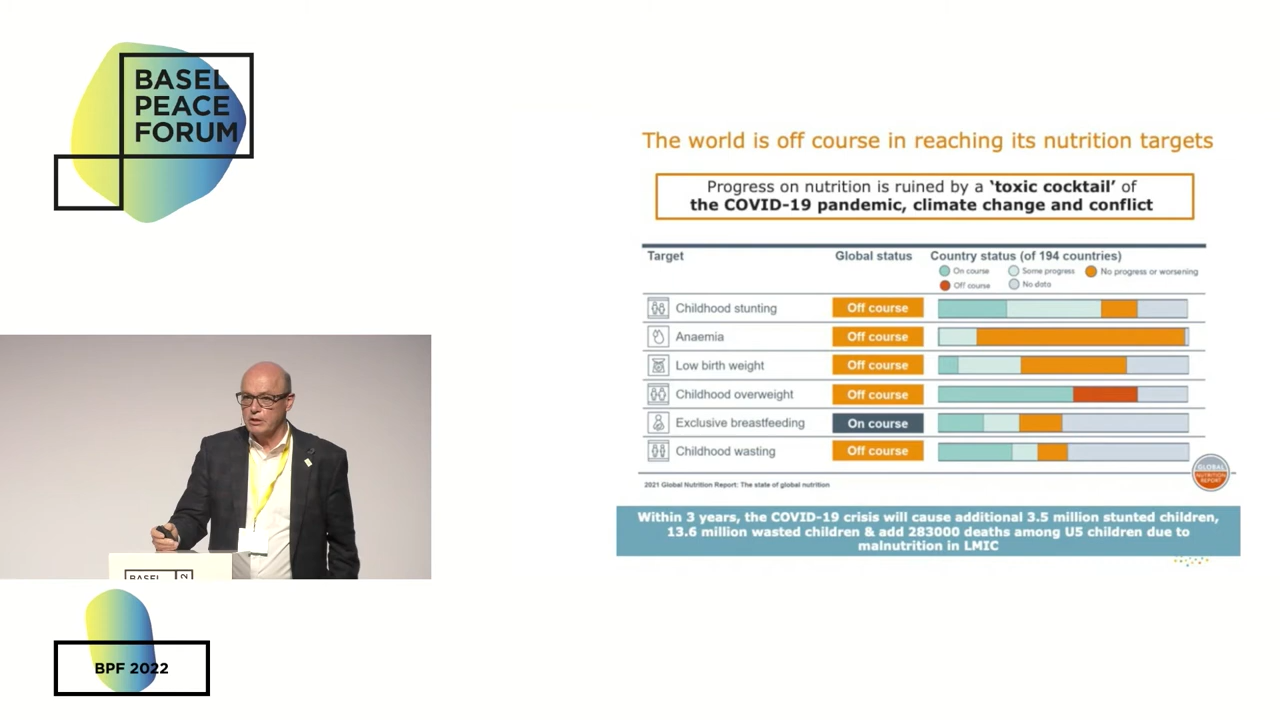 BASEL
PEACE
FORUM
The world is off course in reaching its nutrition targets
Progress on nutrition is ruined by a ‘toxic cocktail’ of
the COVID-19 pandemic, climate change and conflict
Target Global status Country status (of 194 countries)
On course Some progress No progress or worsening
Off course No data
Childhood stunting Off course
Anaemia Off course
Low birth weight Off course
Childhood overweight Off course
Exclusive breastfeeding On course
Childhood wasting Off course
GLOBAL
NUTRITION
REPORT
2021 Global Nutrition Report: The state of global nutrition
Within 3 years, the COVID-19 crisis will cause additional 3.5 million stunted children,
13.6 million wasted children & add 283000 deaths among U5 children due to
malnutrition in LMIC
BASEL
BPF 2022